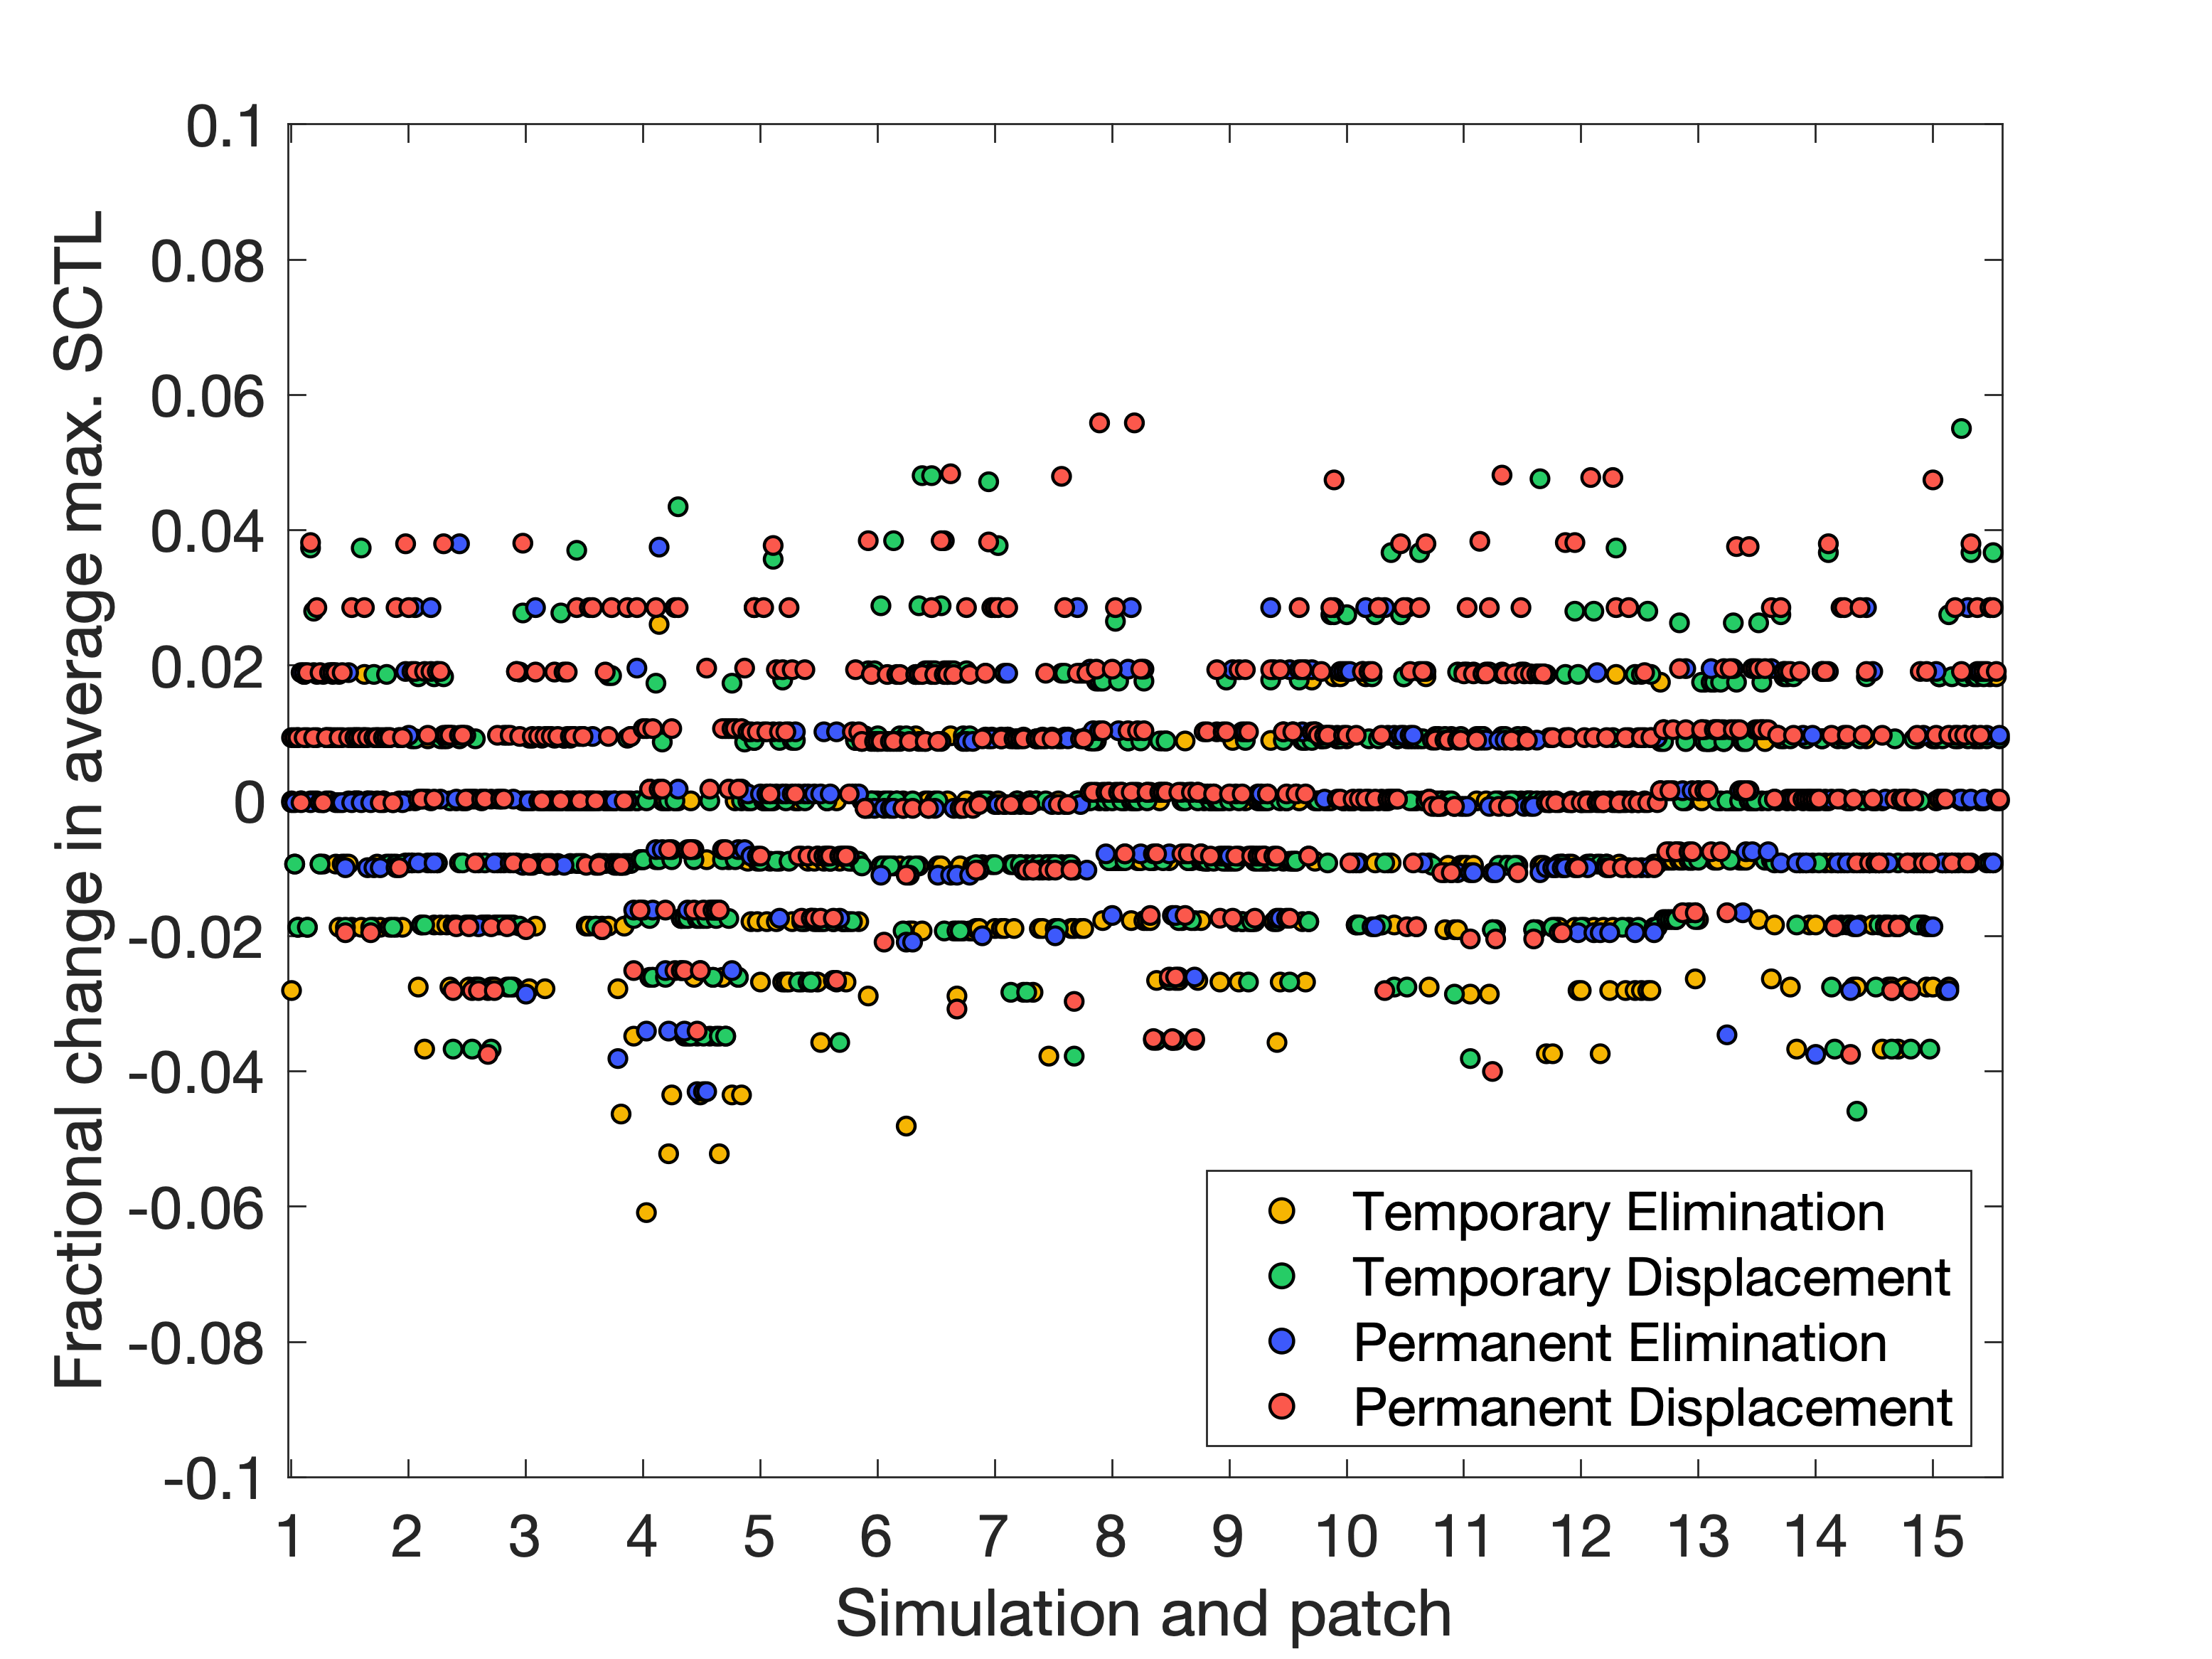 Fractional change in average max. SCTL
0.1
0.08
0.06
0.04
0.02
0
-0.02
-0.04
-0.06
-0.08
-0.1
Temporary Elimination
Temporary Displacement
Permanent Elimination
Permanent Displacement
1 2 3 4 5 6 7 8 9 10 11 12 13 14 15
Simulation and patch